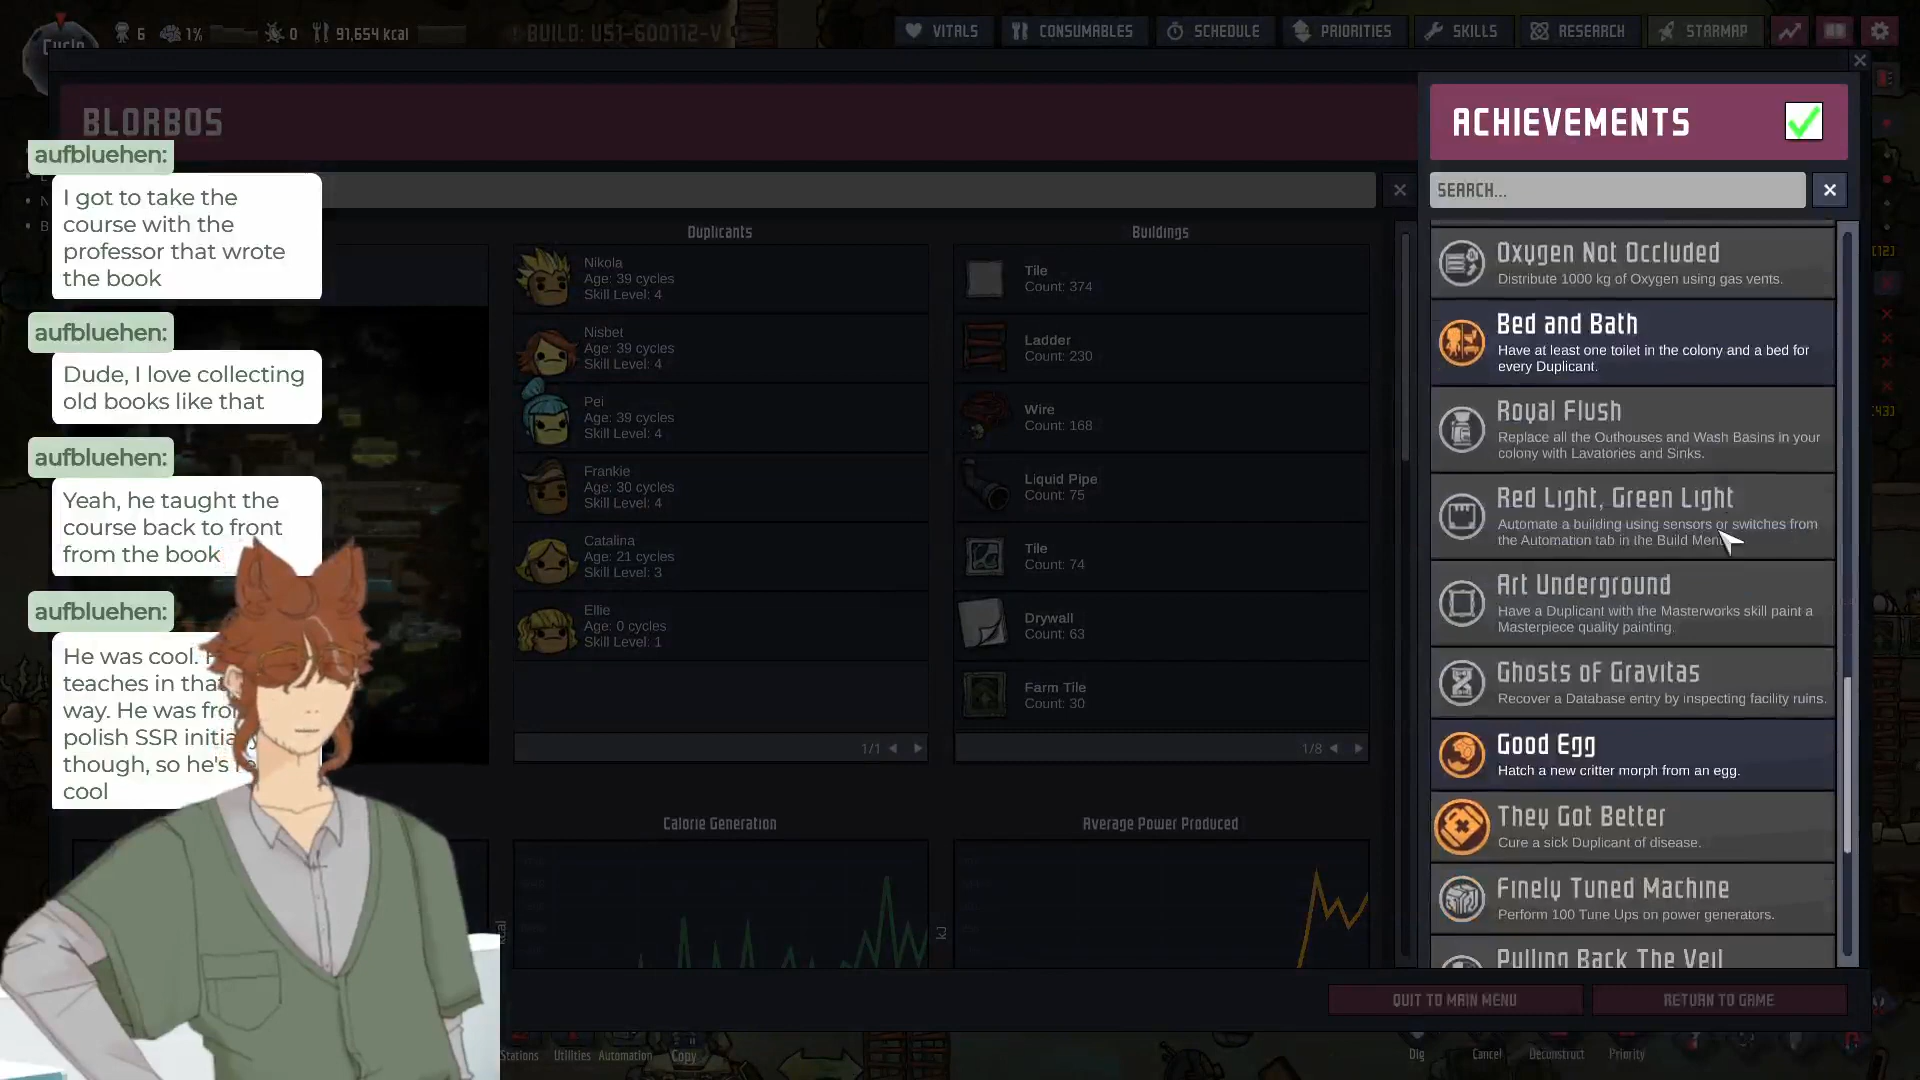 6
1%
0
91,654 kcal
BUILD: US1-600112-V
VITALS
CONSUMABLES
SCHEDULE
PRIORITIES
SKILLS
RESEARCH
STARMAP
BLORBOS
aufbluehen:
I got to take the
course with the
professor that wrote
the book
aufbluehen:
Dude, I love collecting
old books like that
aufbluehen:
Yeah, he taught the
course back to front
from the book
aufbluehen:
He was cool.
teaches in
way. He was
polish SSR
though, so he's
cool
Duplicants
Nikola
Age: 39 cycles
Skill Level: 4
Nisbet
Age: 39 cycles
Skill Level: 4
Pei
Age: 39 cycles
Skill Level: 4
Frankie
Age: 30 cycles
Skill Level: 4
Catalina
Age: 21 cycles
Skill Level: 3
Ellie
Age: 0 cycles
Skill Level: 1
1/1
Buildings
Tile
Count: 374
Ladder
Count: 230
Wire
Count: 168
Liquid Pipe
Count: 75
Tile
Count: 74
Drywall
Count: 63
Farm Tile
Count: 30
1/8
Calorie Generation
kcal
Average Power Produced
kJ
ACHIEVEMENTS
SEARCH...
Oxygen Not Occluded
Distribute 1000 kg of Oxygen using gas vents.
Bed and Bath
Have at least one toilet in the colony and a bed for
every Duplicant.
Royal Flush
Replace all the Outhouses and Wash Basins in your
colony with Lavatories and Sinks.
Red Light, Green Light
Automate a building using sensors or switches from
the Automation tab in the Build
Art Underground
Have a Duplicant with the Masterworks skill paint a
Masterpiece quality painting.
Ghosts of Gravitas
Recover a Database entry by inspecting facility ruins.
Good Egg
Hatch a new critter morph from an egg.
They Got Better
Cure a sick Duplicant of disease.
Finely Tuned Machine
Perform 100 Tune Ups on power generators.
Pulling Back The Veil
QUIT TO MAIN MENU
RETURN TO GAME
Stations
Utilities
Automation
Copy
Dig
Cancel
Deconstruct
Priority